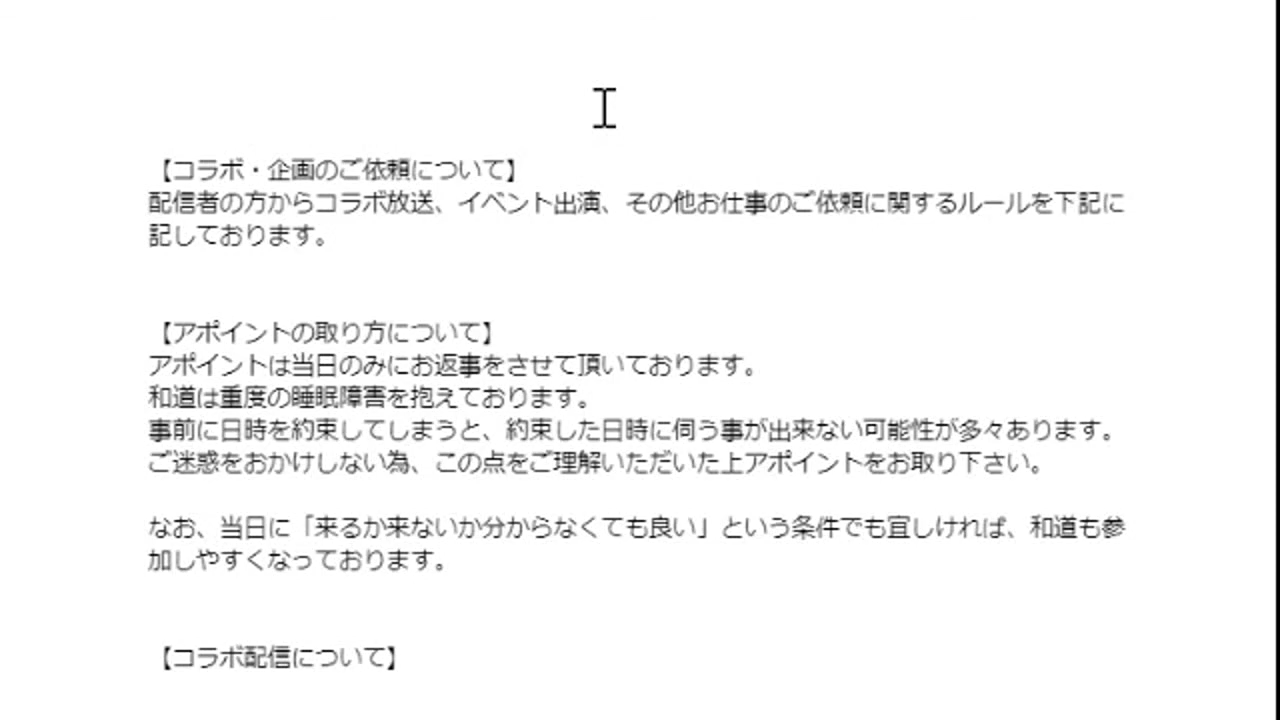 【コラボ・企画のご依頼について】
配信者の方からコラボ放送、イベント出演、その他お仕事のご依頼に関するルールを下記に
記しております。
【アポイントの取り方について】
アポイントは当日のみにお返事をさせて頂いております。
和道は重度の睡眠障害を抱えております。
事前に日時を約束してしまうと、約束した日時に伺う事が出来ない可能性が多々あります。
ご迷惑をおかけしない為、この点をご理解いただいた上アポイントをお取り下さい。
なお、当日に「来るか来ないか分からなくても良い」という条件でも宜しければ、和道も参
加しやすくなっております。
【コラボ配信について】